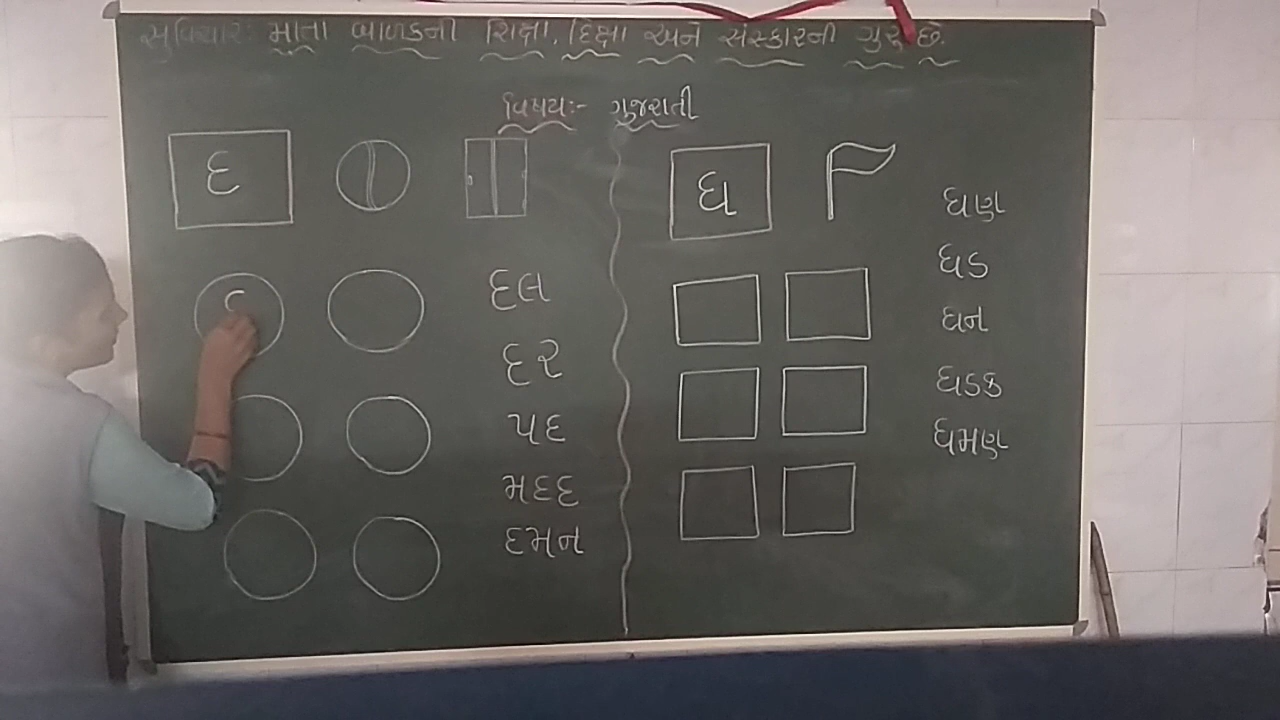 સુવિચાર: માતા બાળકની શિક્ષા, દિક્ષા અને સંસ્કારની ગુરુ છે.
વિષય:- ગુજરાતી
દ
દલ
દર
પદ
મદદ
દમન
ધ
ધણ
ધડ
ધન
ધડક
ધમણ